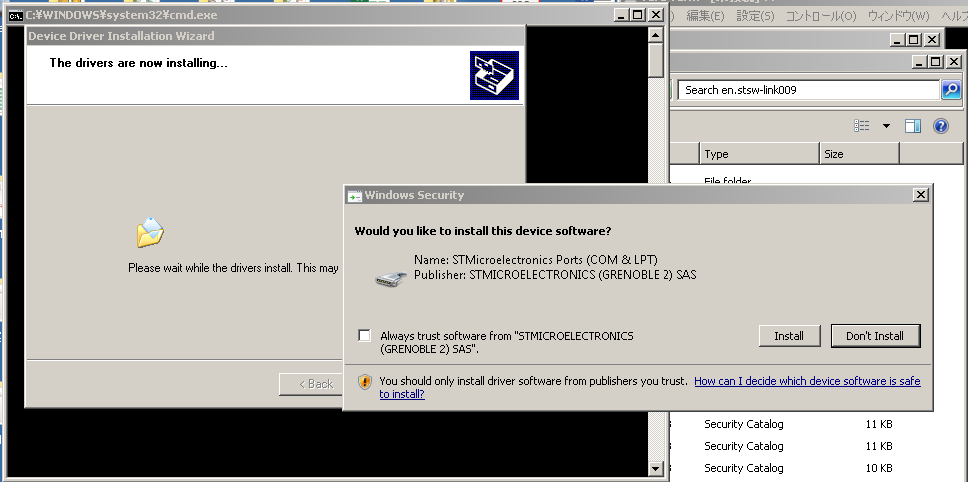 C:¥WINDOWS¥system32¥cmd.exe
編集(E) 設定(S) コントロール(O) ウィンドウ(W) ヘルプ
Device Driver Installation Wizard
The drivers are now installing...
Search en.stsw-link009
Type Size
File folder
Windows Security
Would you like to install this device software?
Name: STMicroelectronics Ports (COM & LPT)
Publisher: STMICROELECTRONICS (GRENOBLE 2) SAS
Please wait while the drivers install. This may
Always trust software from "STMICROELECTRONICS
(GRENOBLE 2) SAS".
Install Don't Install
You should only install driver software from publishers you trust. How can I decide which device software is safe
to install?
< Back
Security Catalog 11 KB
Security Catalog 11 KB
Security Catalog 10 KB